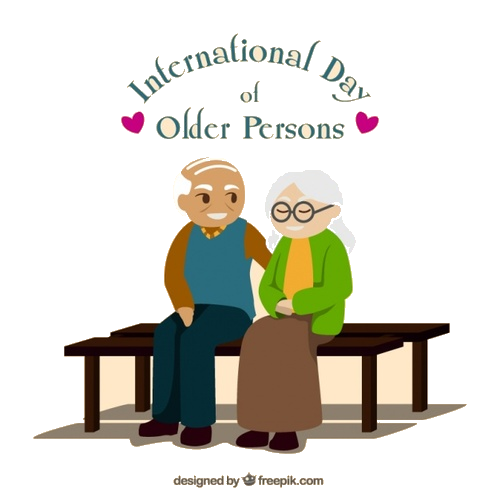 International Day
of
Older Persons
designed by freepik.com